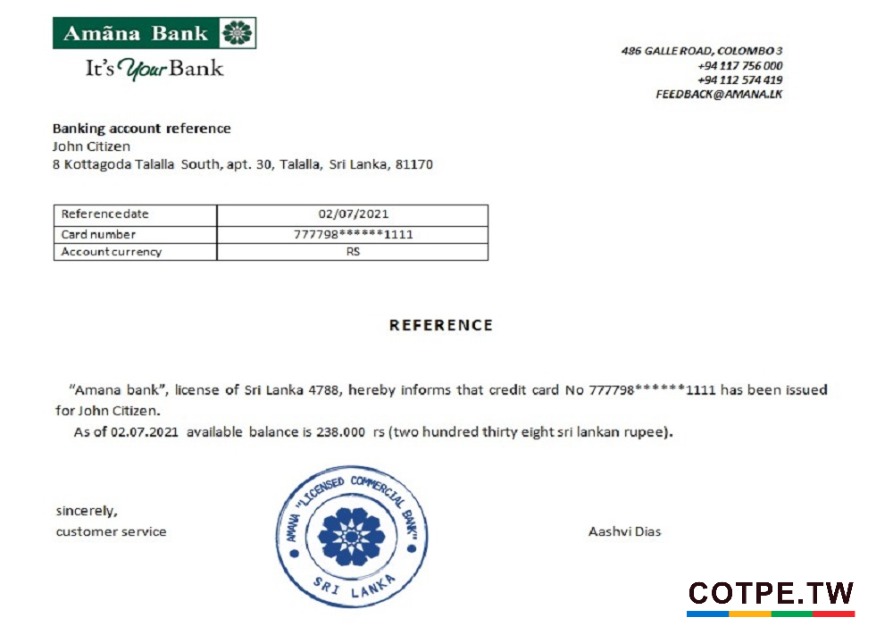 Amãna Bank
It's Your Bank
486 GALLE ROAD, COLOMBO 3
+94 117 756 000
+94 112 574 419
FEEDBACK@AMANA.LK
Banking account reference
John Citizen
8 Kottagoda Talalla South, apt. 30, Talalla, Sri Lanka, 81170
Reference date 02/07/2021
Card number 777798******1111
Account currency RS
REFERENCE
"Amana bank", license of Sri Lanka 4788, hereby informs that credit card No 777798******1111 has been issued
for John Citizen.
As of 02.07.2021 available balance is 238.000 rs (two hundred thirty eight sri lankan rupee).
sincerely,
customer service
AMANA "LICENSED COMMERCIAL BANK"
SRI LANKA
Aashvi Dias
COTPE.TW